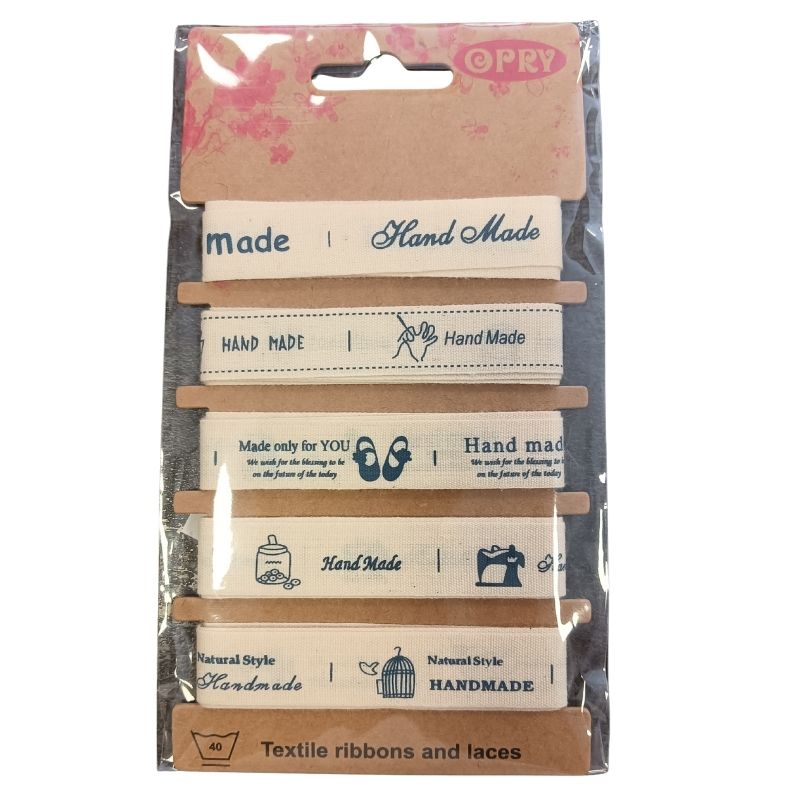 OPRY
made | Hand Made
HAND MADE | Hand Made
Made only for YOU | Hand mad
We wish for the blessing to be We wish for the blessing to be
on the future of the today on the future of the today
Hand Made |
Natural Style | Natural Style |
Handmade HANDMADE
40 Textile ribbons and laces